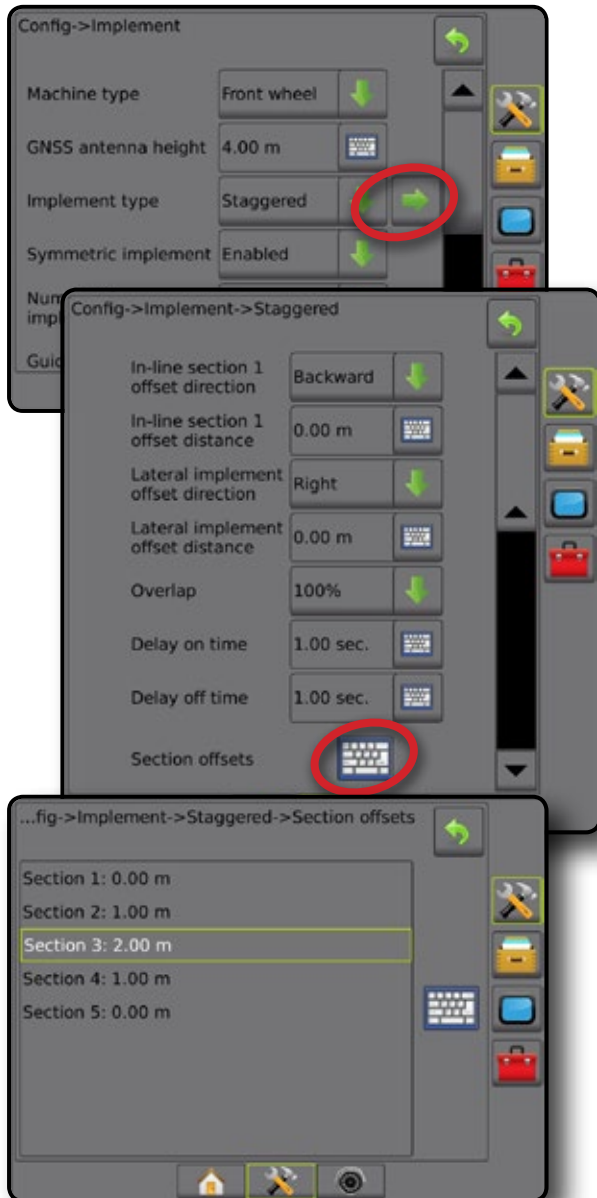 Config->Implement
Machine type Front wheel
GNSS antenna height 4.00 m
Implement type Staggered
Symmetric implement Enabled
Config->Implement->Staggered
In-line section 1
offset direction Backward
In-line section 1
offset distance 0.00 m
Lateral implement
offset direction Right
Lateral implement
offset distance 0.00 m
Overlap 100%
Delay on time 1.00 sec.
Delay off time 1.00 sec.
Section offsets
...fig->Implement->Staggered->Section offsets
Section 1: 0.00 m
Section 2: 1.00 m
Section 3: 2.00 m
Section 4: 1.00 m
Section 5: 0.00 m